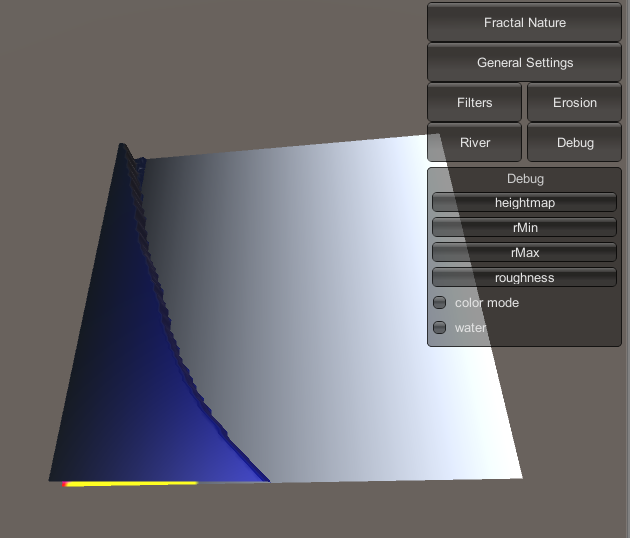 Fractal Nature
General Settings
Filters
Erosion
River
Debug
Debug
heightmap
rMin
rMax
roughness
color mode
water